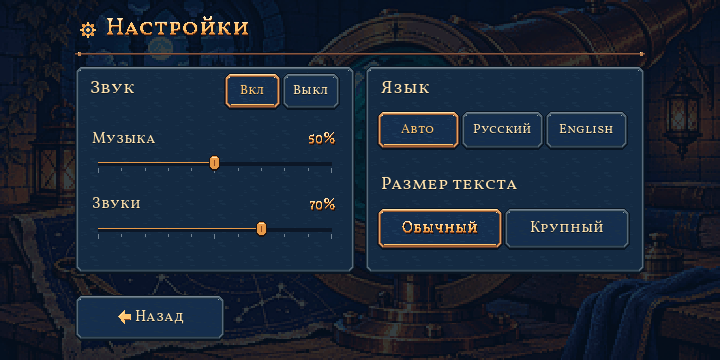 Настройки
Звук Вкл Выкл
Музыка 50%
Звуки 70%
Язык
Авто Русский English
Размер текста
Обычный Крупный
Назад